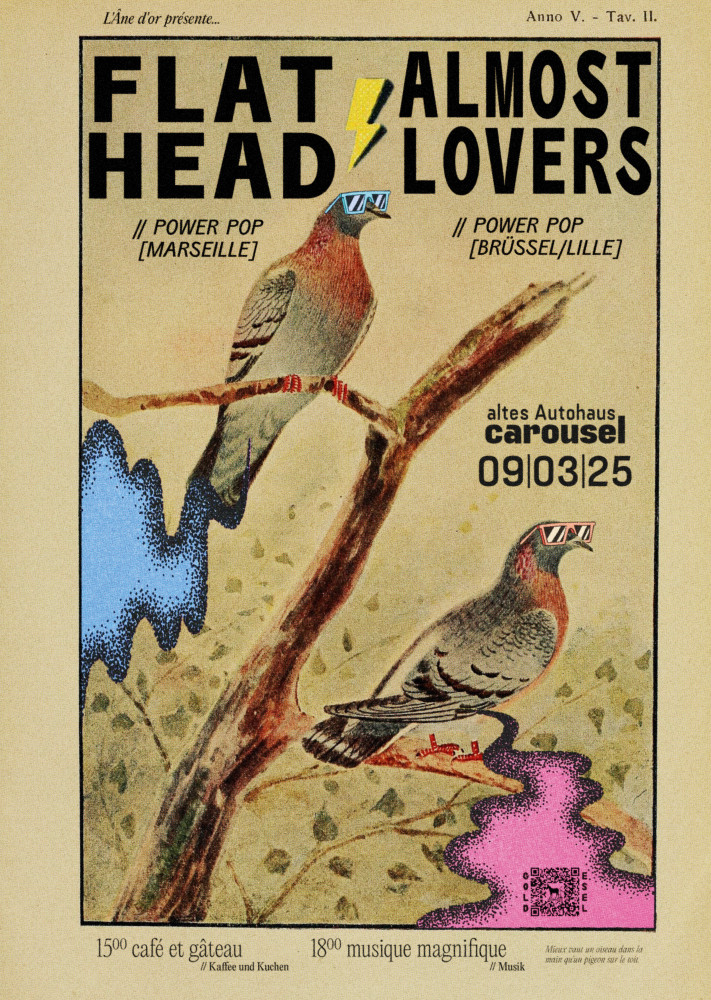 L'Âne d'or présente...
Anno V. - Tav. II.
FLAT
HEAD
ALMOST
LOVERS
// POWER POP
[MARSEILLE]
// POWER POP
[BRÜSSEL/LILLE]
altes Autohaus
carousel
09|03|25
GOLD
ESEL
15⁰⁰ café et gâteau
// Kaffee und Kuchen
18⁰⁰ musique magnifique
// Musik
Mieux vaut un oiseau dans la
main qu'un pigeon sur le toit